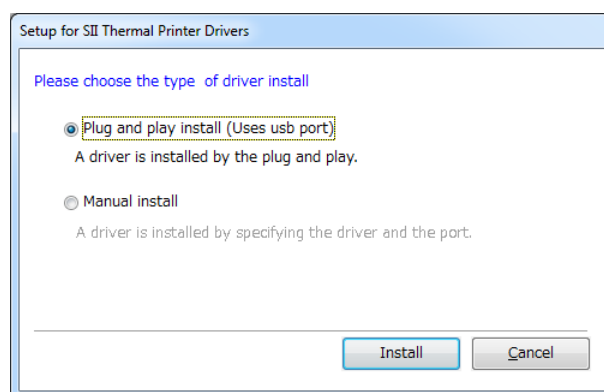 Setup for SII Thermal Printer Drivers
Please choose the type of driver install
Plug and play install (Uses usb port)
A driver is installed by the plug and play.
Manual install
A driver is installed by specifying the driver and the port.
Install Cancel